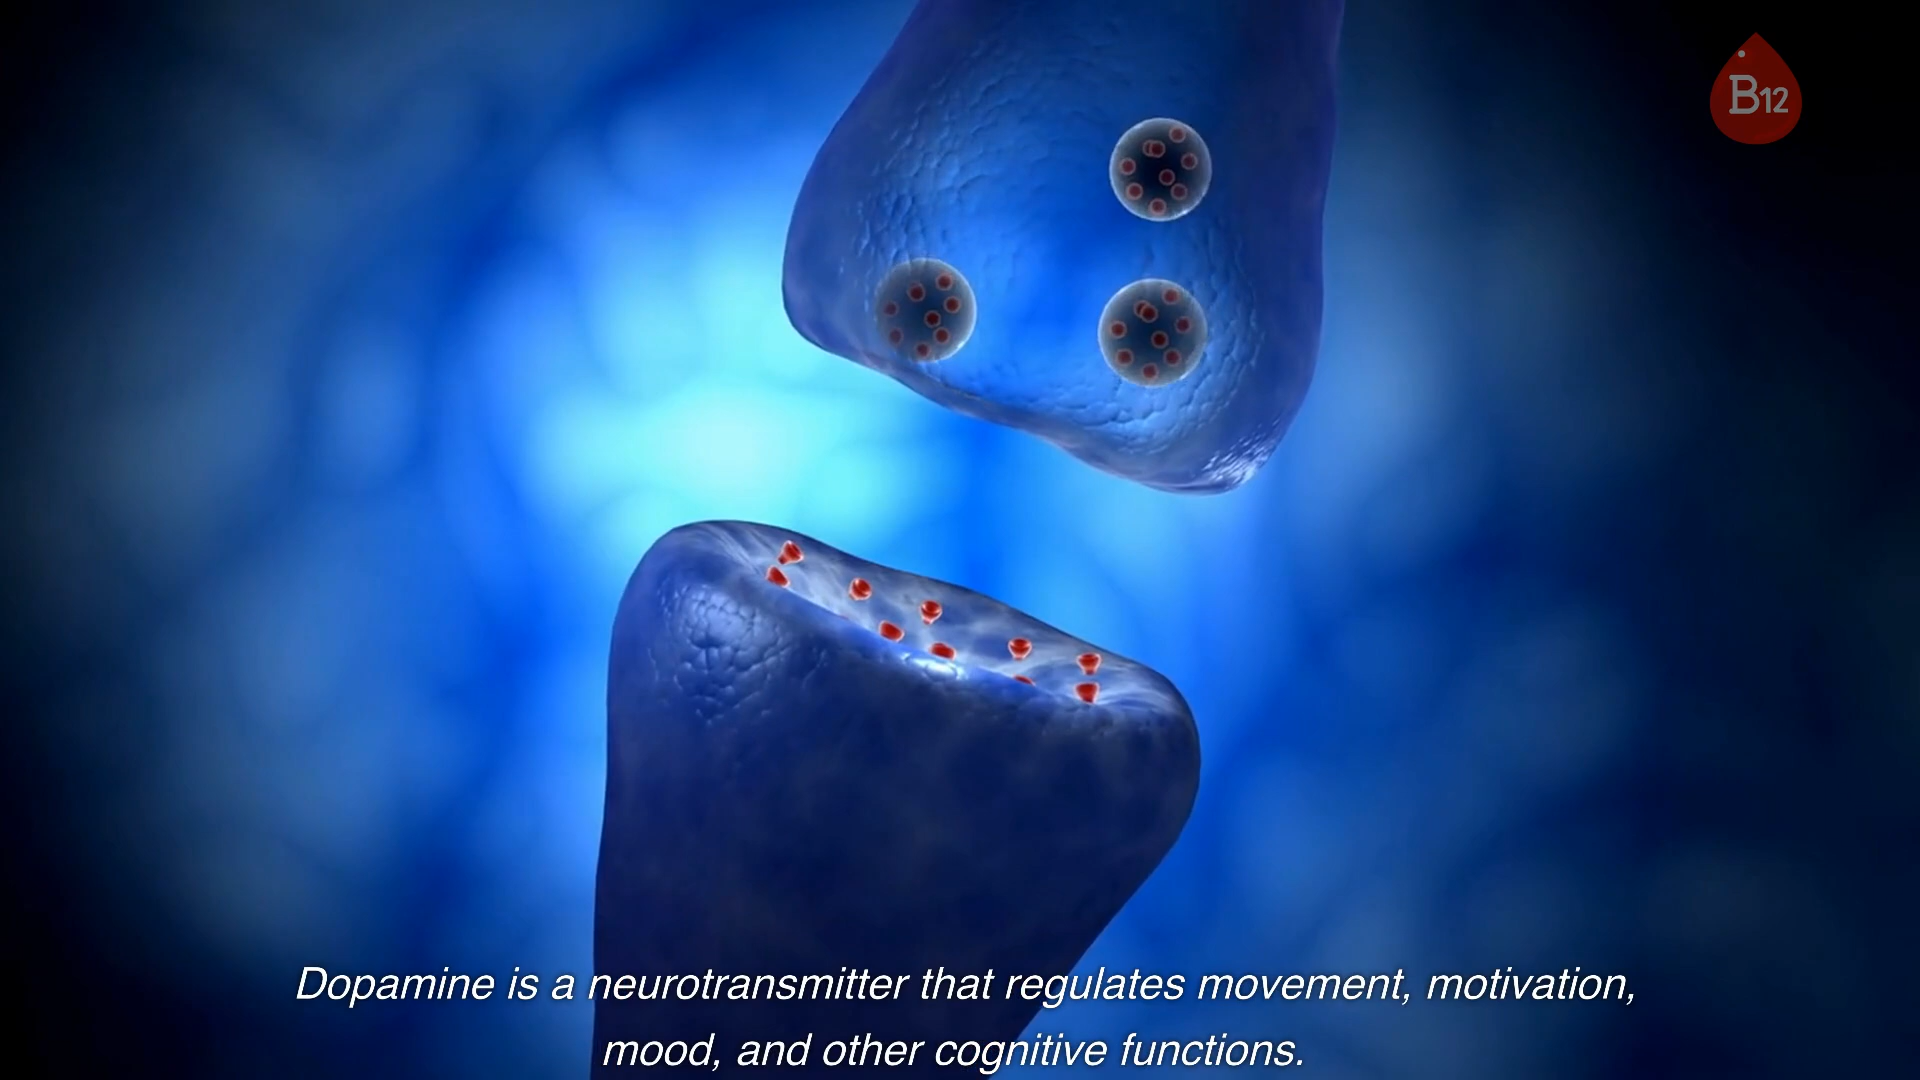 B12
Dopamine is a neurotransmitter that regulates movement, motivation,
mood, and other cognitive functions.